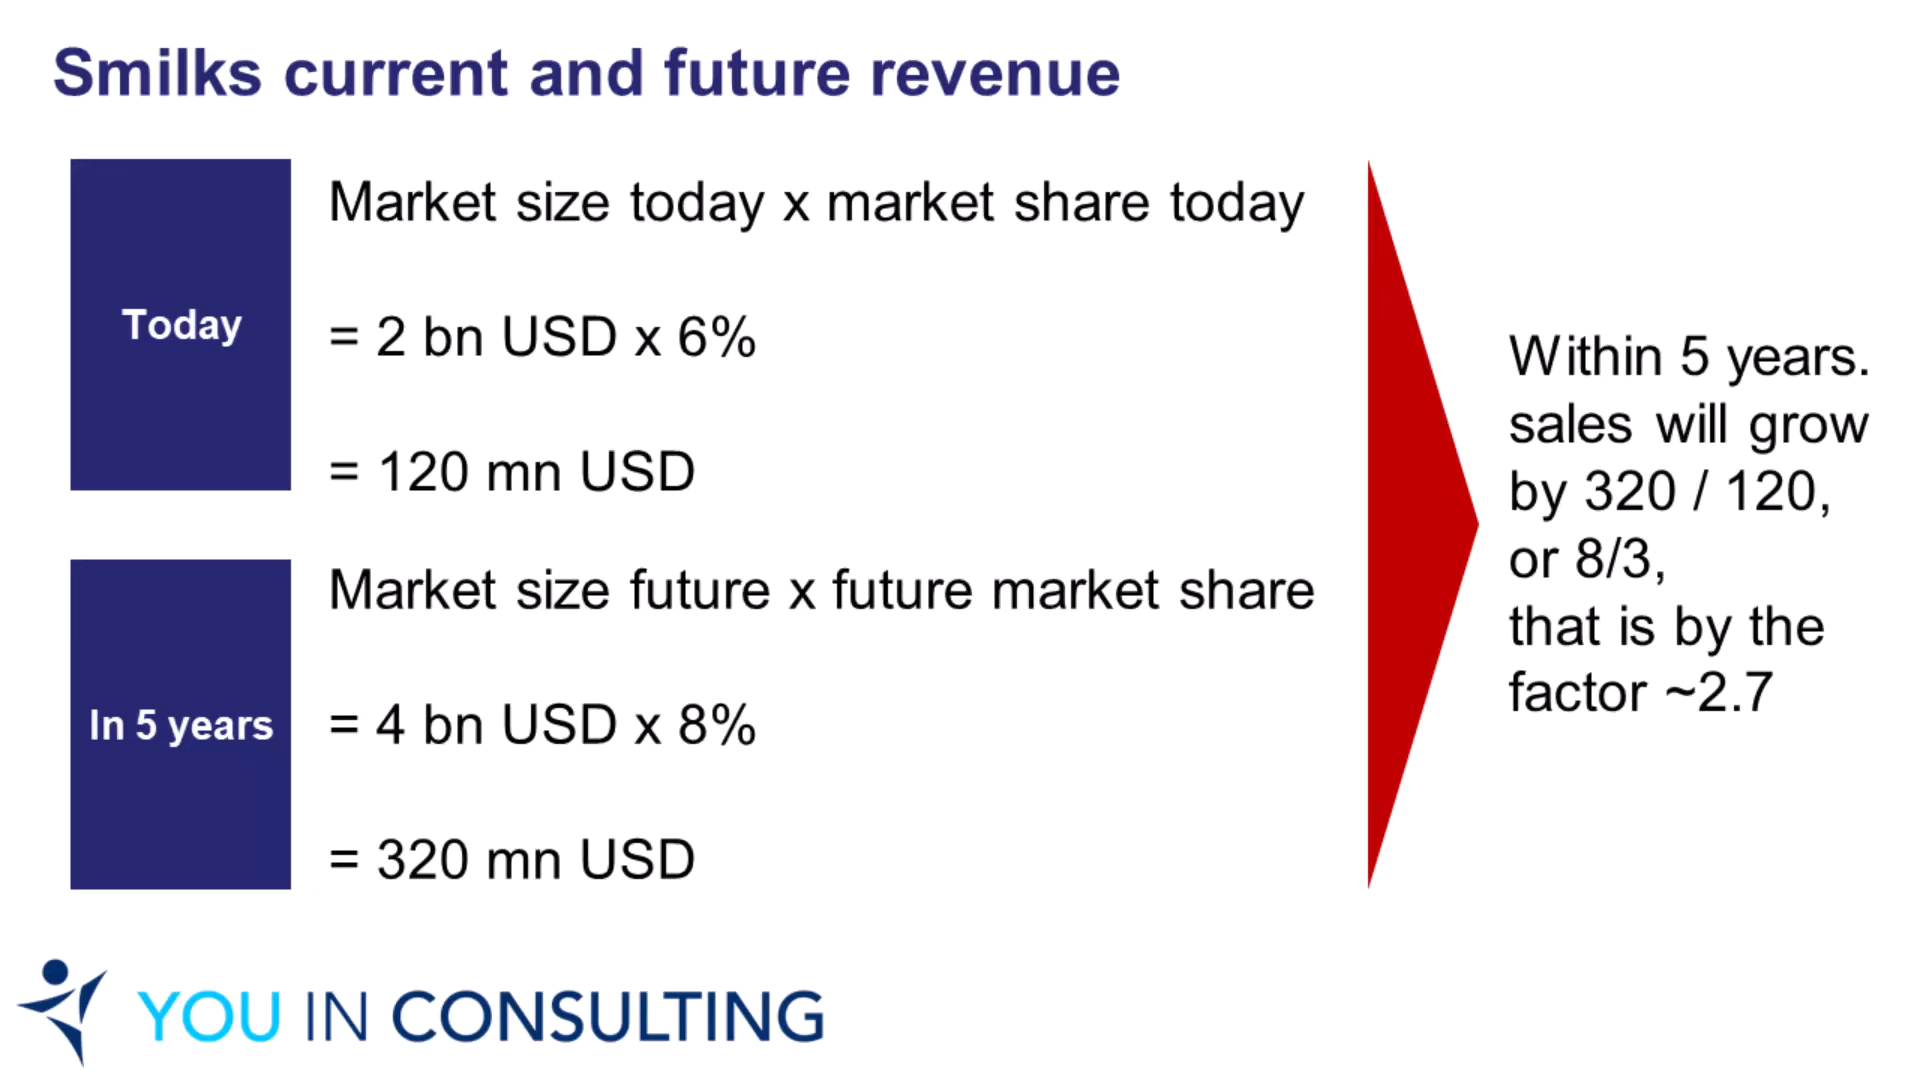 Smilks current and future revenue
Today
Market size today x market share today
= 2 bn USD x 6%
= 120 mn USD
In 5 years
Market size future x future market share
= 4 bn USD x 8%
= 320 mn USD
Within 5 years.
sales will grow
by 320 / 120,
or 8/3,
that is by the
factor ~2.7
YOU IN CONSULTING